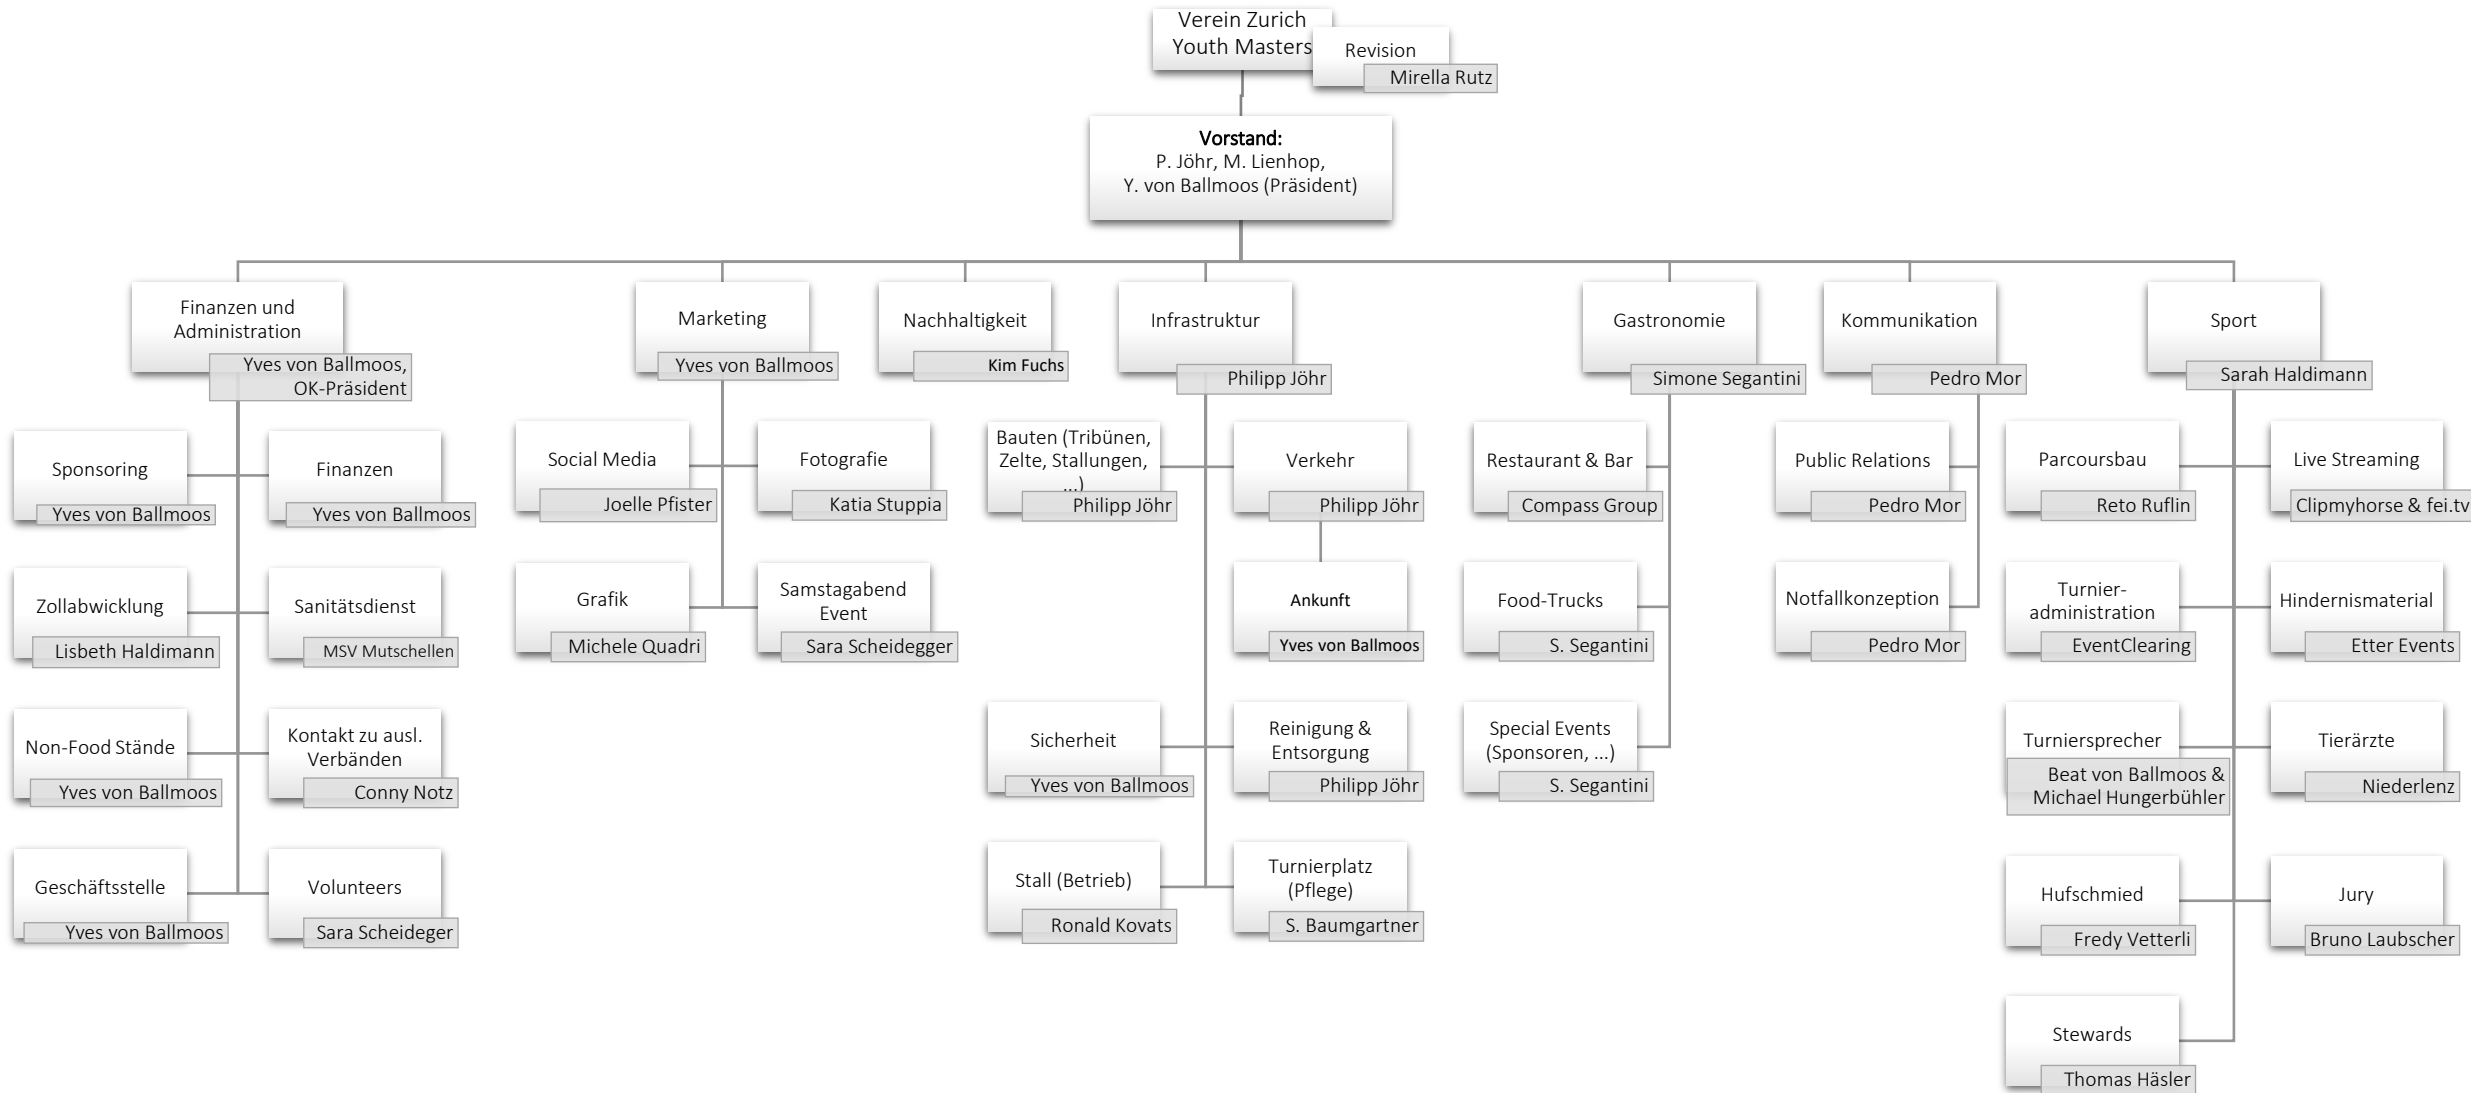 Verein Zurich
Youth Masters
Revision
Mirella Rutz
Vorstand:
P. Jöhr, M. Lienhop,
Y. von Ballmoos (Präsident)
Finanzen und
Administration
Yves von Ballmoos,
OK-Präsident
Marketing
Yves von Ballmoos
Nachhaltigkeit
Kim Fuchs
Infrastruktur
Philipp Jöhr
Gastronomie
Simone Segantini
Kommunikation
Pedro Mor
Sport
Sarah Haldimann
Sponsoring
Yves von Ballmoos
Finanzen
Yves von Ballmoos
Zollabwicklung
Lisbeth Haldimann
Sanitätsdienst
MSV Mutschellen
Non-Food Stände
Yves von Ballmoos
Kontakt zu ausl.
Verbänden
Conny Notz
Geschäftsstelle
Yves von Ballmoos
Volunteers
Sara Scheideger
Social Media
Joelle Pfister
Fotografie
Katia Stuppia
Grafik
Michele Quadri
Samstagabend
Event
Sara Scheidegger
Bauten (Tribünen,
Zelte, Stallungen,
...)
Philipp Jöhr
Verkehr
Philipp Jöhr
Ankunft
Yves von Ballmoos
Sicherheit
Yves von Ballmoos
Reinigung &
Entsorgung
Philipp Jöhr
Stall (Betrieb)
Ronald Kovats
Turnierplatz
(Pflege)
S. Baumgartner
Restaurant & Bar
Compass Group
Food-Trucks
S. Segantini
Special Events
(Sponsoren, ...)
S. Segantini
Public Relations
Pedro Mor
Notfallkonzeption
Pedro Mor
Parcoursbau
Reto Ruflin
Live Streaming
Clipmyhorse & fei.tv
Turnier-
administration
EventClearing
Hindernismaterial
Etter Events
Turniersprecher
Beat von Ballmoos &
Michael Hungerbühler
Tierärzte
Niederlenz
Hufschmied
Fredy Vetterli
Jury
Bruno Laubscher
Stewards
Thomas Häsler